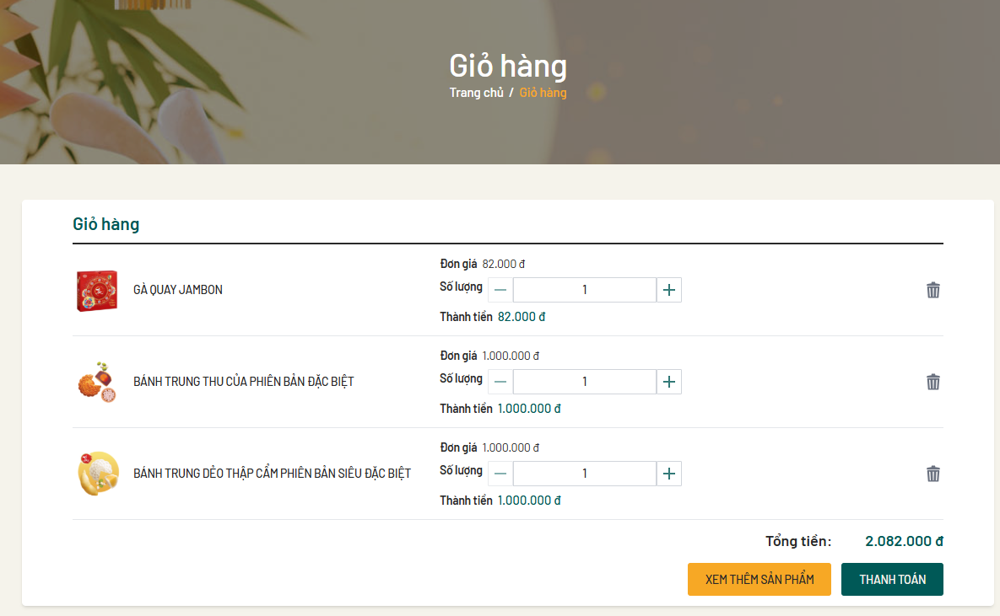 Giỏ hàng
Trang chủ / Giỏ hàng
Giỏ hàng
GÀ QUAY JAMBON
Đơn giá 82.000 đ
Số lượng 1
Thành tiền 82.000 đ
BÁNH TRUNG THU CỦA PHIÊN BẢN ĐẶC BIỆT
Đơn giá 1.000.000 đ
Số lượng 1
Thành tiền 1.000.000 đ
BÁNH TRUNG DẺO THẬP CẨM PHIÊN BẢN SIÊU ĐẶC BIỆT
Đơn giá 1.000.000 đ
Số lượng 1
Thành tiền 1.000.000 đ
Tổng tiền: 2.082.000 đ
XEM THÊM SẢN PHẨM THANH TOÁN